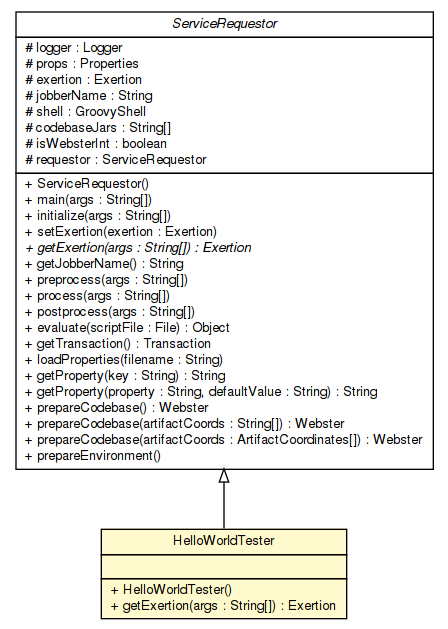 ServiceRequestor
# logger : Logger
# props : Properties
# exertion : Exertion
# jobberName : String
# shell : GroovyShell
# codebaseJars : String[]
# isWebsterInt : boolean
# requestor : ServiceRequestor
+ ServiceRequestor()
+ main(args : String[])
+ initialize(args : String[])
+ setExertion(exertion : Exertion)
+ getExertion(args : String[]) : Exertion
+ getJobberName() : String
+ preprocess(args : String[])
+ process(args : String[])
+ postprocess(args : String[])
+ evaluate(scriptFile : File) : Object
+ getTransaction() : Transaction
+ loadProperties(filename : String)
+ getProperty(key : String) : String
+ getProperty(property : String, defaultValue : String) : String
+ prepareCodebase() : Webster
+ prepareCodebase(artifactCoords : String[]) : Webster
+ prepareCodebase(artifactCoords : ArtifactCoordinates[]) : Webster
+ prepareEnvironment()
HelloWorldTester
+ HelloWorldTester()
+ getExertion(args : String[]) : Exertion